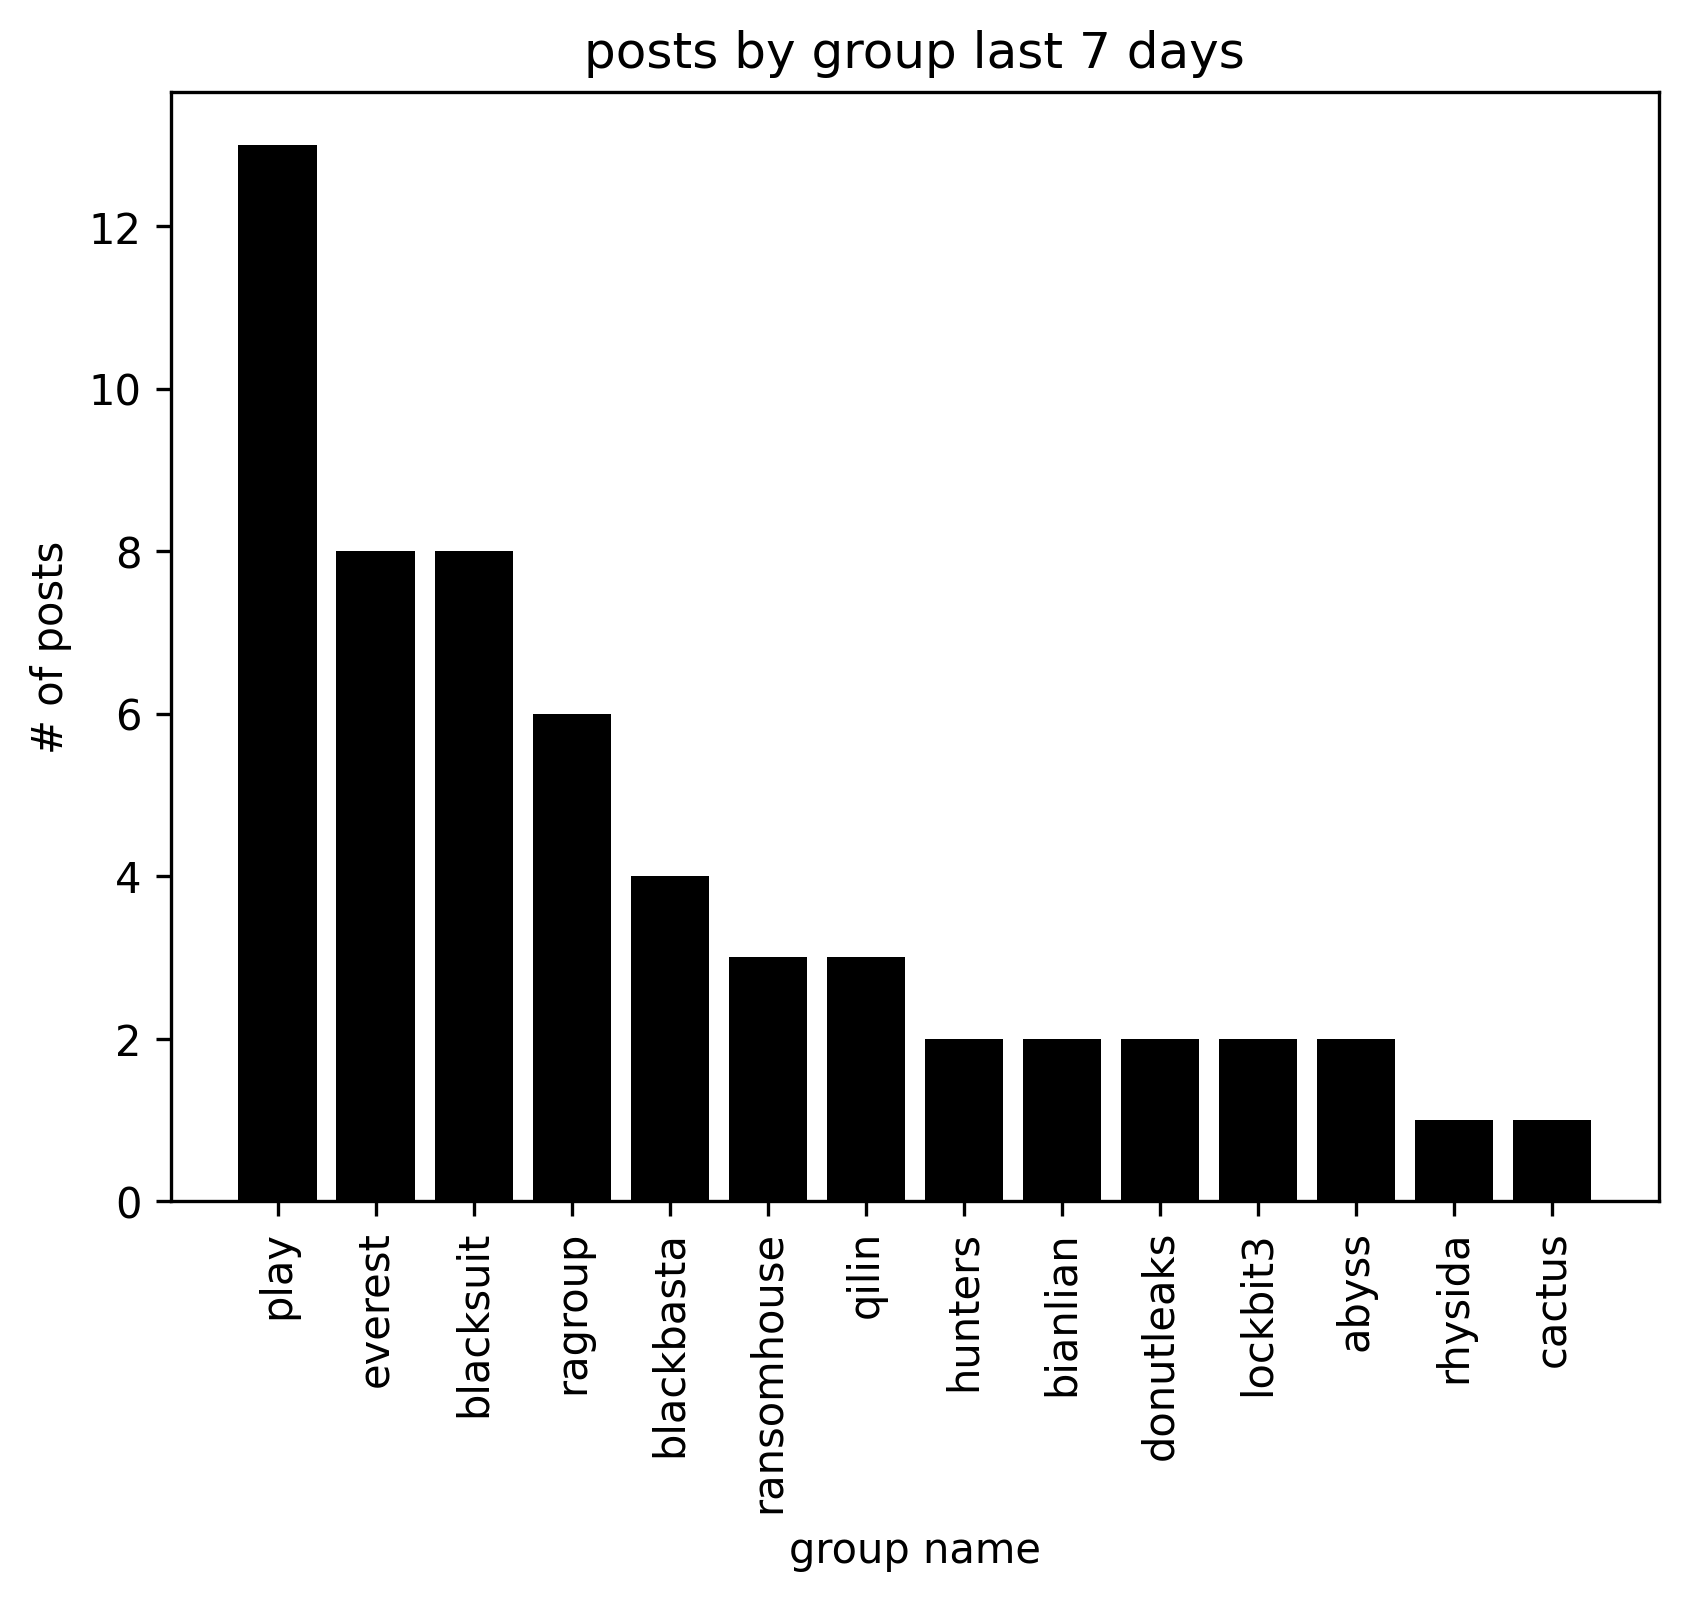 posts by group last 7 days
# of posts
12
10
8
6
4
2
0
play
everest
blacksuit
ragroup
blackbasta
ransomhouse
qilin
hunters
bianlian
donutleaks
lockbit3
abyss
rhysida
cactus
group name